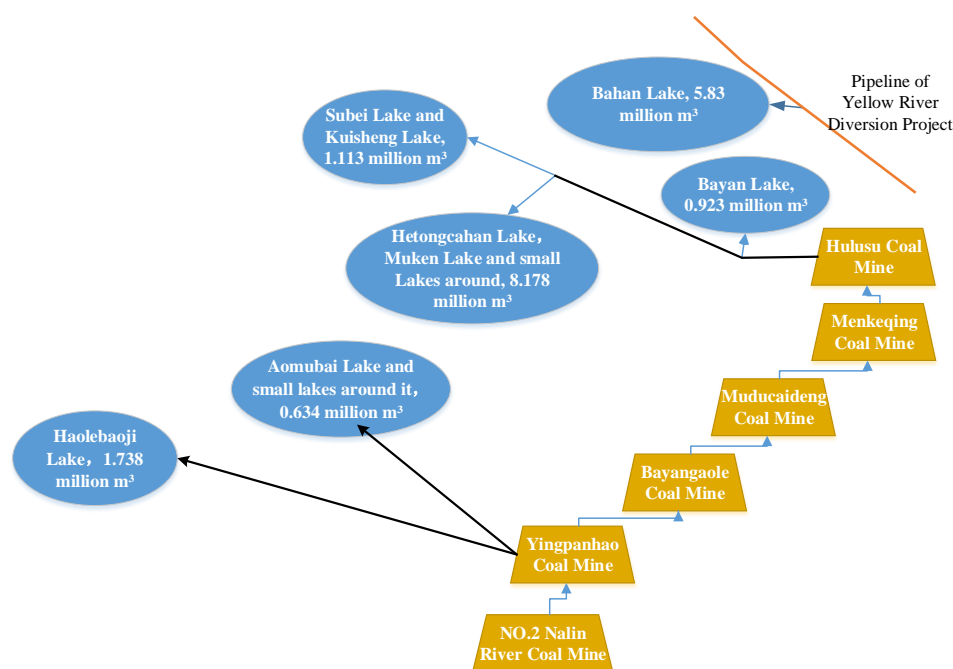 Pipeline of
Yellow River
Diversion Project
Bahan Lake, 5.83
million m³
Subei Lake and
Kuisheng Lake,
1.113 million m³
Bayan Lake,
0.923 million m³
Hetongcahan Lake，
Muken Lake and small
Lakes around, 8.178
million m³
Hulusu Coal
Mine
Menkeqing
Coal Mine
Aomubai Lake and
small lakes around it，
0.634 million m³
Muducaideng
Coal Mine
Haolebaoji
Lake，1.738
million m³
Bayangaole
Coal Mine
Yingpanhao
Coal Mine
NO.2 Nalin
River Coal Mine